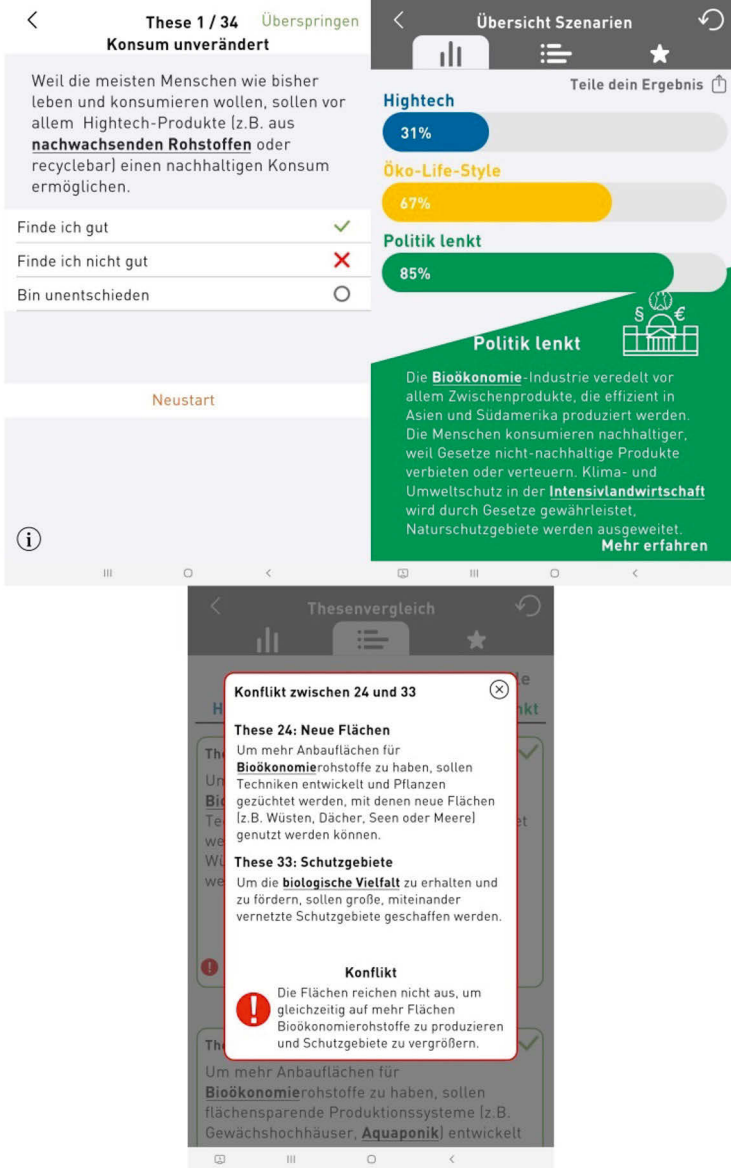 These 1 / 34
Überspringen
Konsum unverändert
Weil die meisten Menschen wie bisher
leben und konsumieren wollen, sollen vor
allem Hightech-Produkte (z.B. aus
nachwachsenden Rohstoffen oder
recyclebar) einen nachhaltigen Konsum
ermöglichen.
Finde ich gut
Finde ich nicht gut
Bin unentschieden
Neustart
i
Übersicht Szenarien
Teile dein Ergebnis
Hightech
31%
Öko-Life-Style
67%
Politik lenkt
85%
§ €
Politik lenkt
Die Bioökonomie-Industrie veredelt vor
allem Zwischenprodukte, die effizient in
Asien und Südamerika produziert werden.
Die Menschen konsumieren nachhaltiger,
weil Gesetze nicht-nachhaltige Produkte
verbieten oder verteuern. Klima- und
Umweltschutz in der Intensivlandwirtschaft
wird durch Gesetze gewährleistet,
Naturschutzgebiete werden ausgeweitet.
Mehr erfahren
Thesenvergleich
Konflikt zwischen 24 und 33
These 24: Neue Flächen
Um mehr Anbauflächen für
Bioökonomierohstoffe zu haben, sollen
Techniken entwickelt und Pflanzen
gezüchtet werden, mit denen neue Flächen
(z.B. Wüsten, Dächer, Seen oder Meere)
genutzt werden können.
These 33: Schutzgebiete
Um die biologische Vielfalt zu erhalten und
zu fördern, sollen große, miteinander
vernetzte Schutzgebiete geschaffen werden.
Konflikt
Die Flächen reichen nicht aus, um
gleichzeitig auf mehr Flächen
Bioökonomierohstoffe zu produzieren
und Schutzgebiete zu vergrößern.
Um mehr Anbauflächen für
Bioökonomierohstoffe zu haben, sollen
flächensparende Produktionssysteme (z.B.
Gewächshochhäuser, Aquaponik) entwickelt